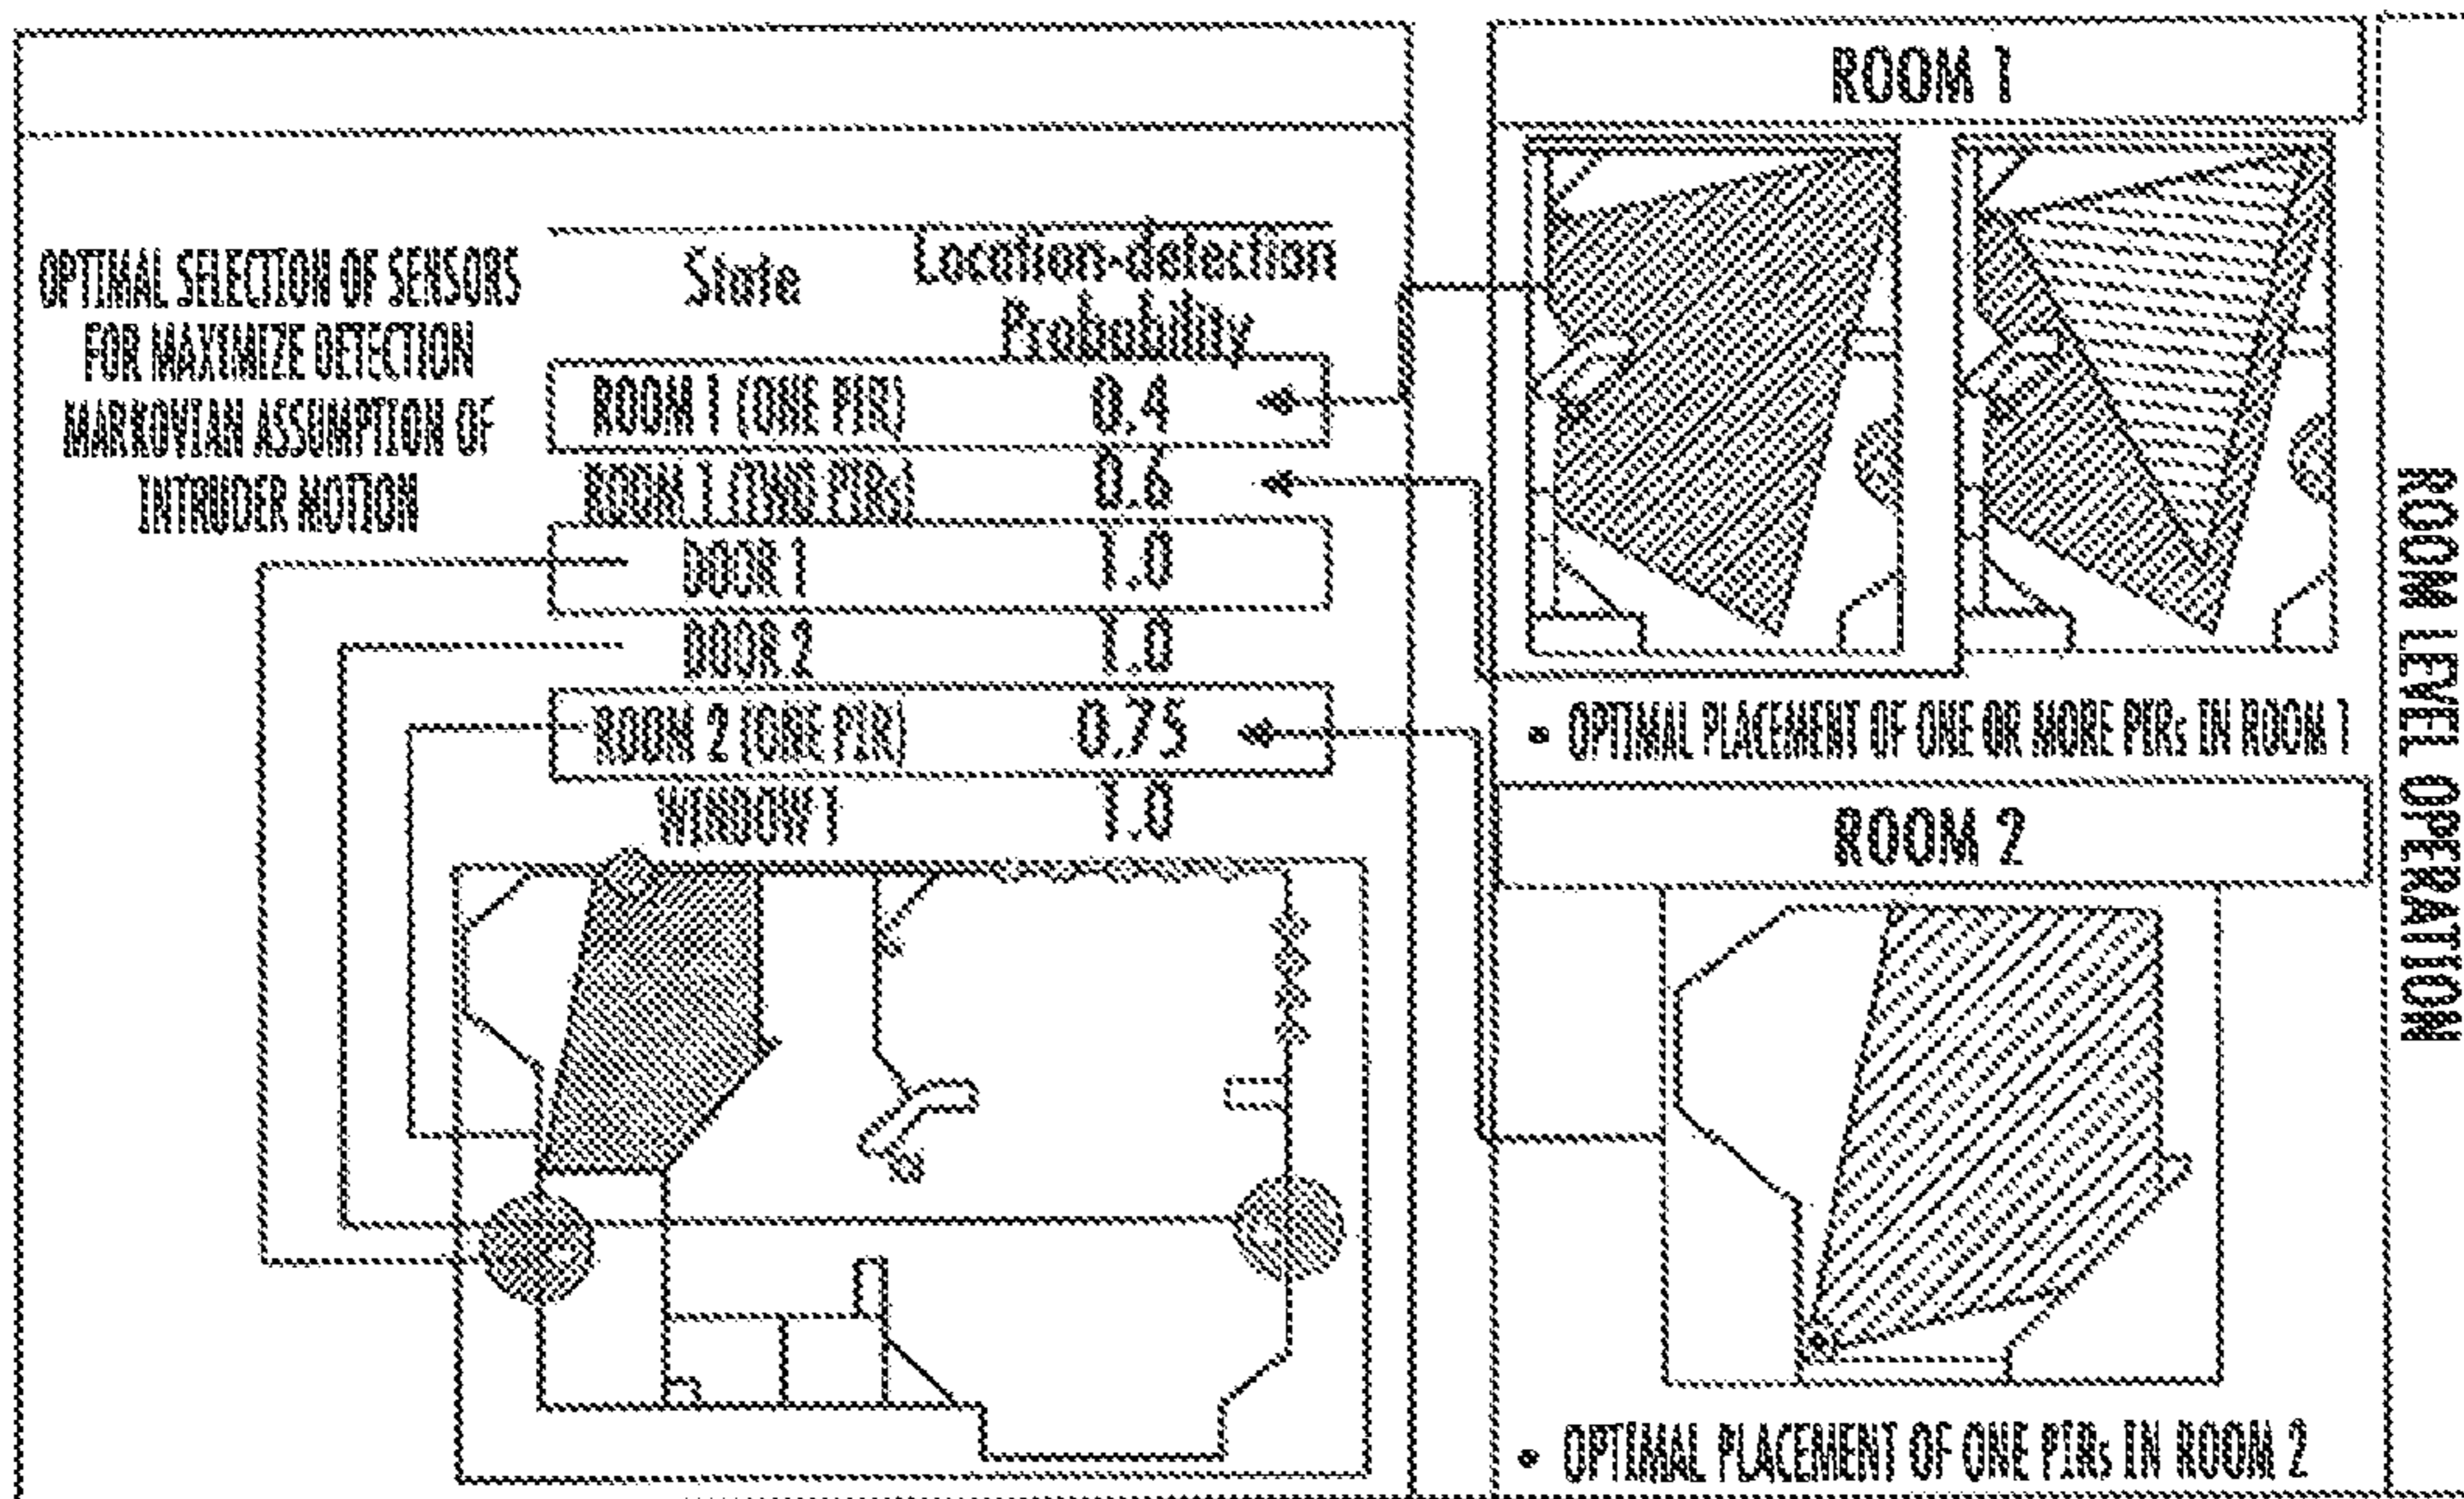 OPTIMAL SELECTION OF SENSORS
FOR MAXIMIZE DETECTION
MARKOVIAN ASSUMPTION OF
INTRUDER MOTION
State Location-detection
Probability
ROOM 1 (ONE PIR) 0.4
ROOM 1 (TWO PIRs) 0.6
DOOR 1 1.0
DOOR 2 1.0
ROOM 2 (ONE PIR) 0.75
WINDOW 1 1.0
ROOM 1
• OPTIMAL PLACEMENT OF ONE OR MORE PIRs IN ROOM 1
ROOM 2
• OPTIMAL PLACEMENT OF ONE PIRs IN ROOM 2
ROOM LEVEL OPERATION